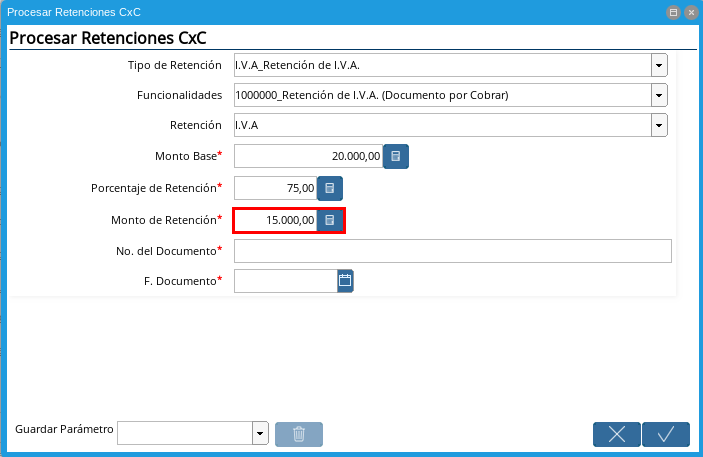 Procesar Retenciones CxC
Procesar Retenciones CxC
Tipo de Retención I.V.A_Retención de I.V.A.
Funcionalidades 1000000_Retención de I.V.A. (Documento por Cobrar)
Retención I.V.A
Monto Base* 20.000,00
Porcentaje de Retención* 75,00
Monto de Retención* 15.000,00
No. del Documento*
F. Documento*
Guardar Parámetro